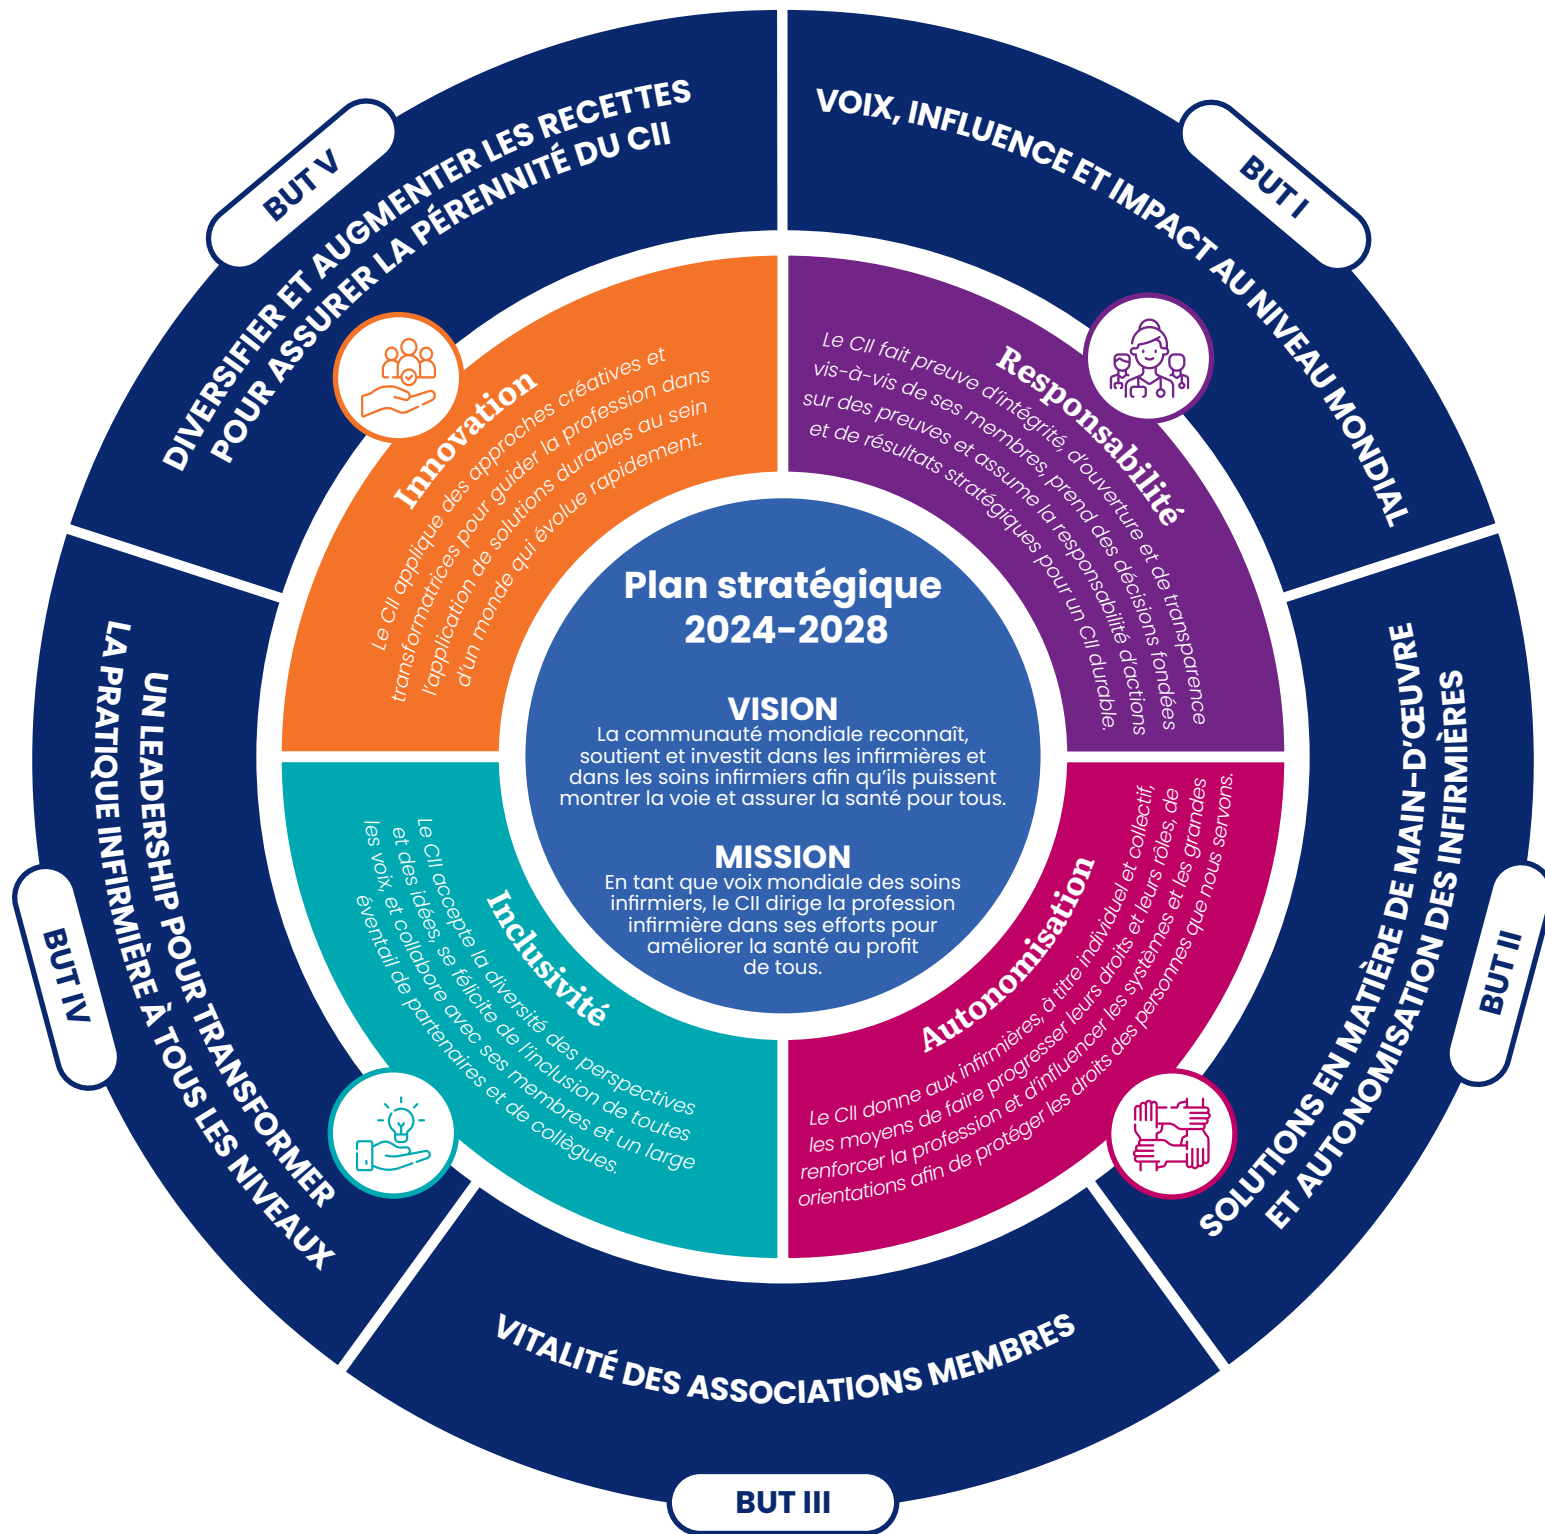 Plan stratégique
2024-2028
VISION
La communauté mondiale reconnaît,
soutient et investit dans les infirmières et
dans les soins infirmiers afin qu'ils puissent
montrer la voie et assurer la santé pour tous.
MISSION
En tant que voix mondiale des soins
infirmiers, le CII dirige la profession
infirmière dans ses efforts pour
améliorer la santé au profit
de tous.
Responsabilité
Le CII fait preuve d'intégrité, d'ouverture et de transparence
vis-à-vis de ses membres, prend des décisions fondées
sur des preuves et assume la responsabilité d'actions
et de résultats stratégiques pour un CII durable.
Autonomisation
Le CII donne aux infirmières, à titre individuel et collectif,
les moyens de faire progresser leurs droits et leurs rôles, de
renforcer la profession et d'influencer les systèmes et les grandes
orientations afin de protéger les droits des personnes que nous servons.
Inclusivité
Le CII accepte la diversité des perspectives
et des idées, se félicite de l'inclusion de toutes
les voix, et collabore avec ses membres et un large
éventail de partenaires et de collègues.
Innovation
Le CII applique des approches créatives et
transformatrices pour guider la profession dans
l'application de solutions durables au sein
d'un monde qui évolue rapidement.
BUT I
VOIX, INFLUENCE ET IMPACT AU NIVEAU MONDIAL
BUT II
SOLUTIONS EN MATIÈRE DE MAIN-D'ŒUVRE
ET AUTONOMISATION DES INFIRMIÈRES
BUT III
VITALITÉ DES ASSOCIATIONS MEMBRES
BUT IV
UN LEADERSHIP POUR TRANSFORMER
LA PRATIQUE INFIRMIÈRE À TOUS LES NIVEAUX
BUT V
DIVERSIFIER ET AUGMENTER LES RECETTES
POUR ASSURER LA PÉRENNITÉ DU CII